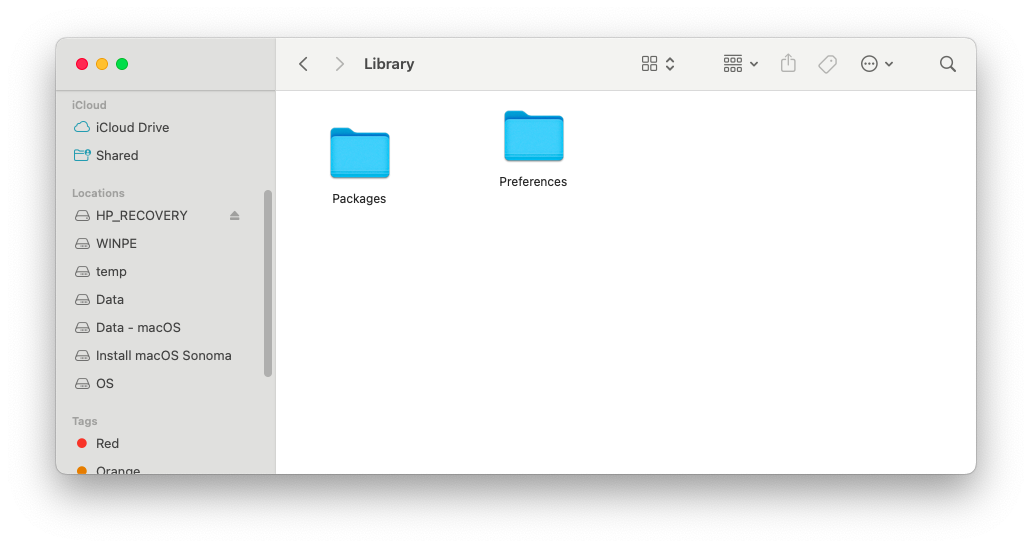 Library
iCloud
iCloud Drive
Shared
Locations
HP_RECOVERY
WINPE
temp
Data
Data - macOS
Install macOS Sonoma
OS
Tags
Red
Orange
Packages
Preferences